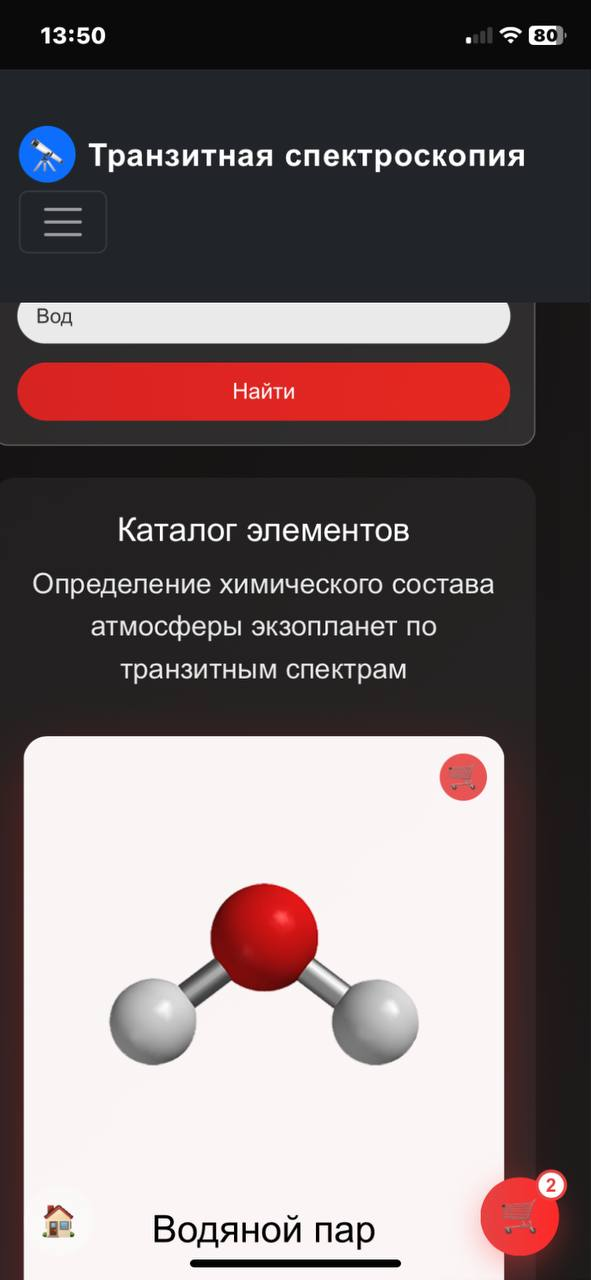 13:50
80
Транзитная спектроскопия
Вод
Найти
Каталог элементов
Определение химического состава
атмосферы экзопланет по
транзитным спектрам
2
Водяной пар